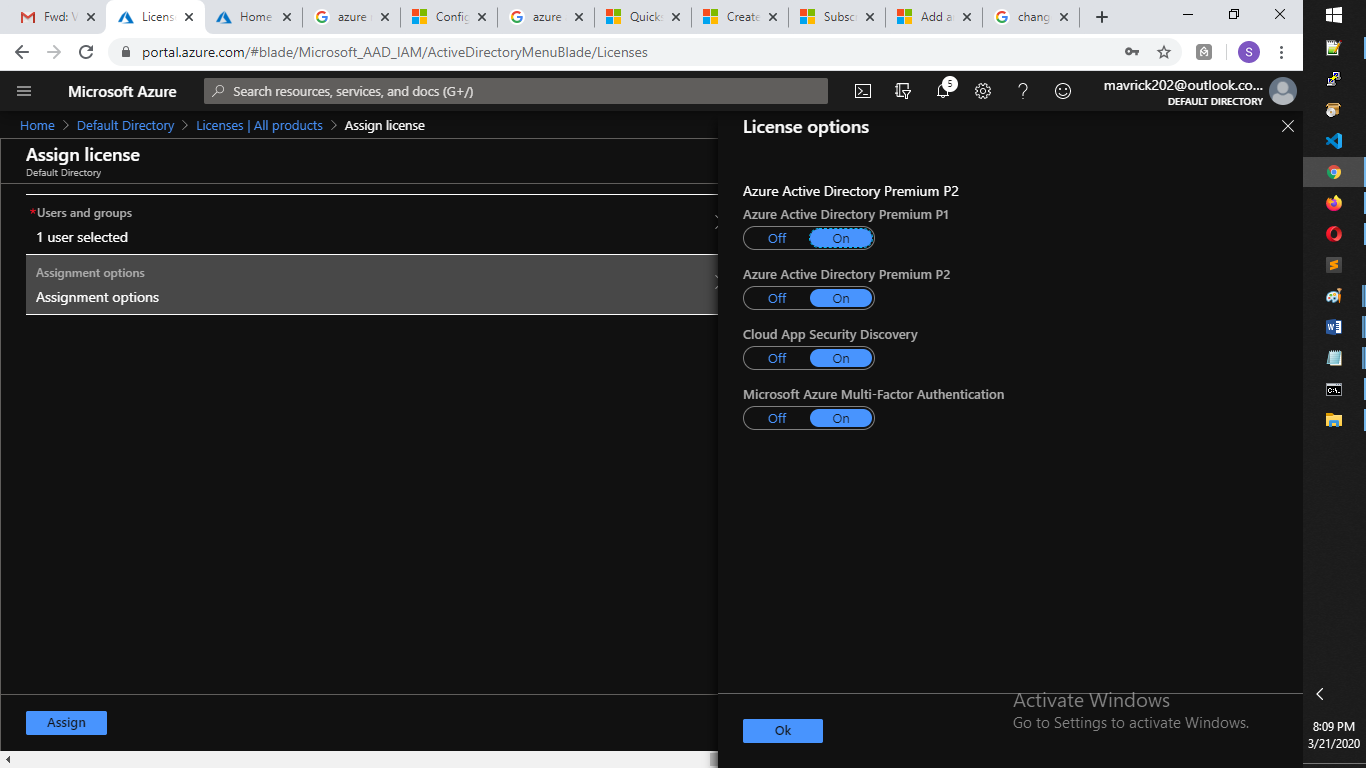 Fwd: V
Licens
Home
azure
Config
azure
Quick
Create
Subsc
Add a
chang
portal.azure.com/#blade/Microsoft_AAD_IAM/ActiveDirectoryMenuBlade/Licenses
S
Microsoft Azure
Search resources, services, and docs (G+/)
5
mavrick202@outlook.co...
DEFAULT DIRECTORY
Home > Default Directory > Licenses | All products > Assign license
Assign license
Default Directory
*Users and groups
1 user selected
Assignment options
Assignment options
Assign
License options
Azure Active Directory Premium P2
Azure Active Directory Premium P1
Off On
Azure Active Directory Premium P2
Off On
Cloud App Security Discovery
Off On
Microsoft Azure Multi-Factor Authentication
Off On
Activate Windows
Go to Settings to activate Windows.
Ok
8:09 PM
3/21/2020